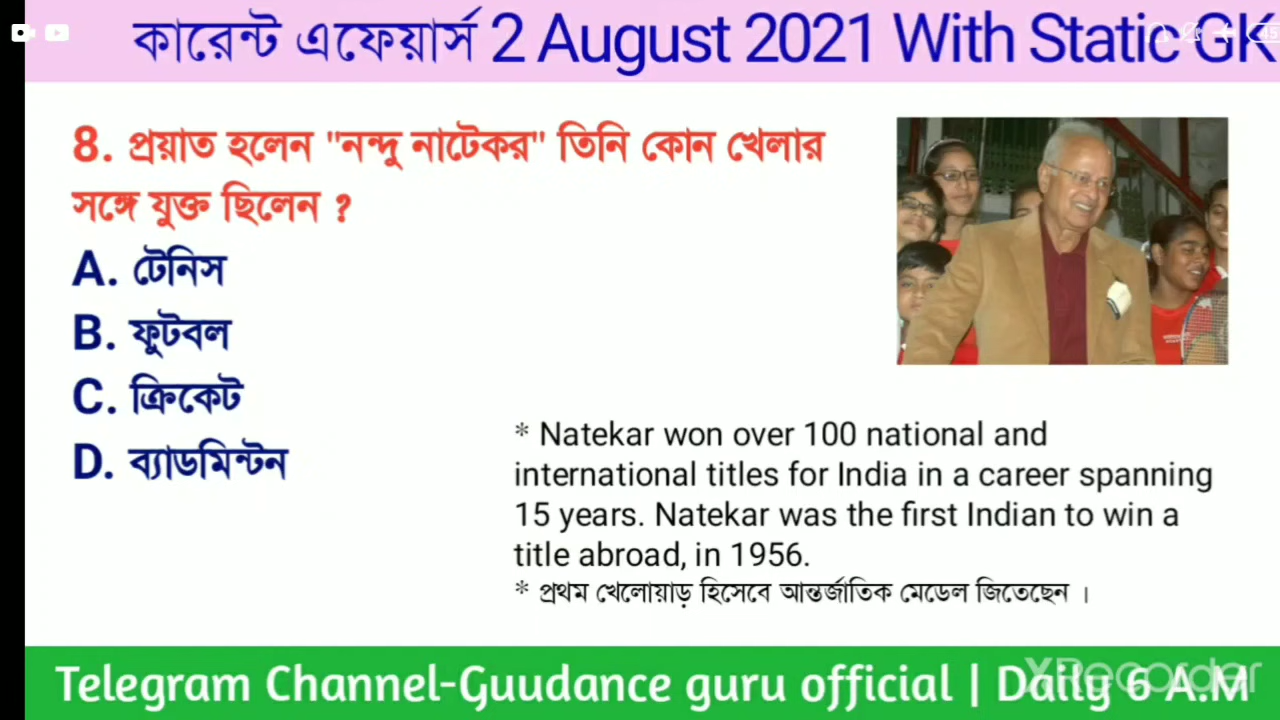 কারেন্ট এফেয়ার্স 2 August 2021 With Static GK
8. প্রয়াত হলেন "নন্দু নাটেকর" তিনি কোন খেলার
সঙ্গে যুক্ত ছিলেন ?
A. টেনিস
B. ফুটবল
C. ক্রিকেট
D. ব্যাডমিন্টন
* Natekar won over 100 national and
international titles for India in a career spanning
15 years. Natekar was the first Indian to win a
title abroad, in 1956.
* প্রথম খেলোয়াড় হিসেবে আন্তর্জাতিক মেডেল জিতেছেন ।
Telegram Channel-Guudance guru official | Daily 6 A.M
XRecorder